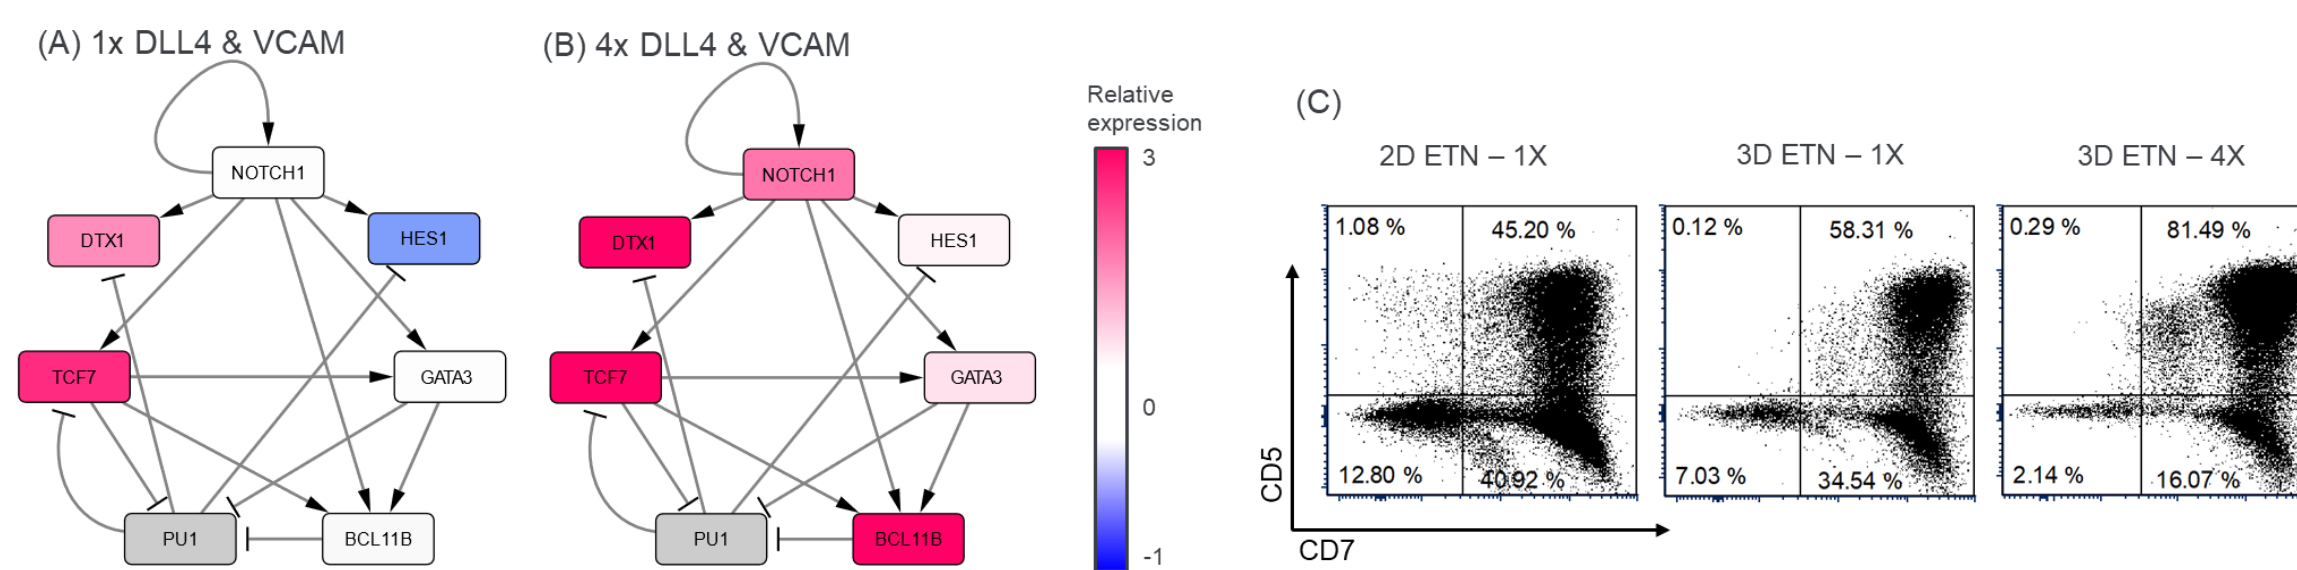 (A) 1x DLL4 & VCAM
NOTCH1
DTX1
HES1
TCF7
GATA3
PU1
BCL11B
(B) 4x DLL4 & VCAM
NOTCH1
DTX1
HES1
TCF7
GATA3
PU1
BCL11B
Relative
expression
3
0
-1
(C)
2D ETN – 1X
1.08 %
45.20 %
12.80 %
40.92 %
3D ETN – 1X
0.12 %
58.31 %
7.03 %
34.54 %
3D ETN – 4X
0.29 %
81.49 %
2.14 %
16.07 %
CD5
CD7